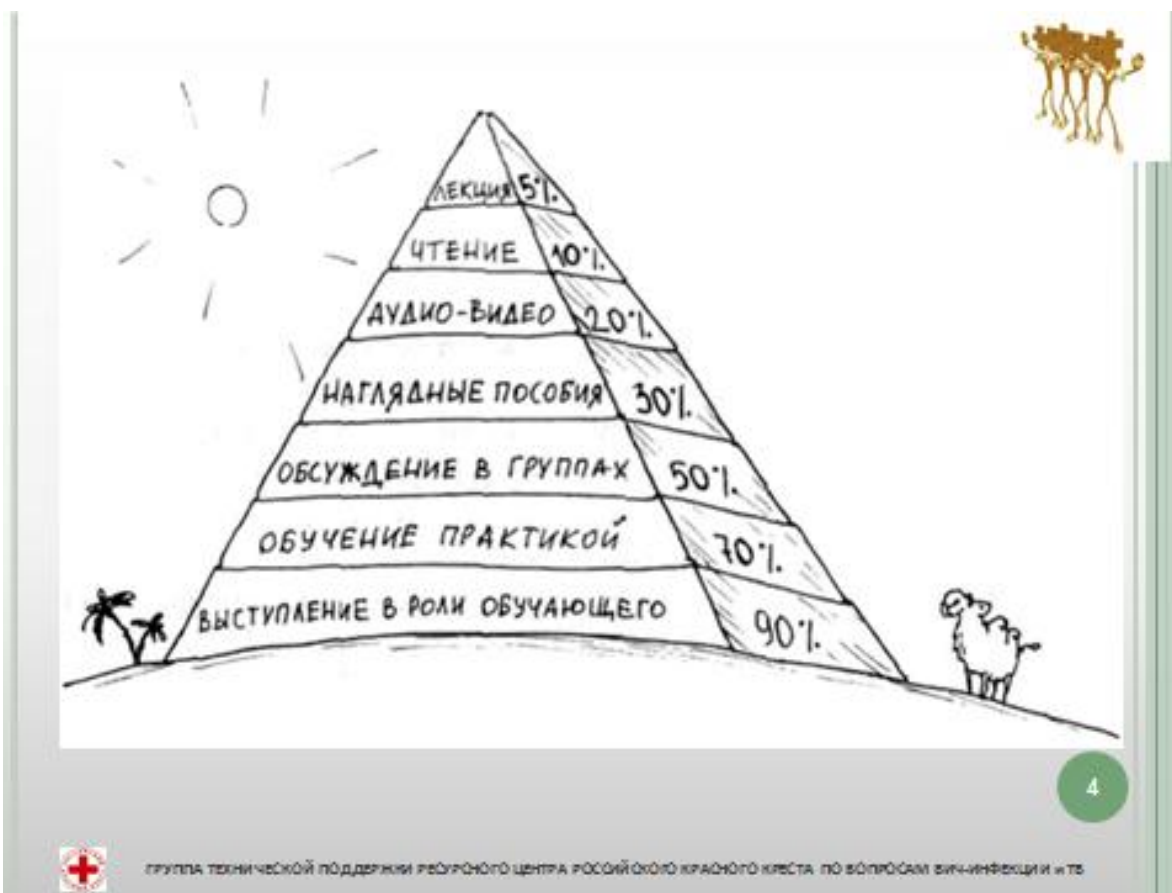 ЛЕКЦИЯ 5%
ЧТЕНИЕ 10%
АУДИО-ВИДЕО 20%
НАГЛЯДНЫЕ ПОСОБИЯ 30%
ОБСУЖДЕНИЕ В ГРУППАХ 50%
ОБУЧЕНИЕ ПРАКТИКОЙ 70%
ВЫСТУПЛЕНИЕ В РОЛИ ОБУЧАЮЩЕГО 90%
4
ГРУППА ТЕХНИЧЕСКОЙ ПОДДЕРЖКИ РЕСУРСНОГО ЦЕНТРА РОССИЙСКОГО КРАСНОГО КРЕСТА ПО ВОПРОСАМ ВИЧ-ИНФЕКЦИИ и ТБ